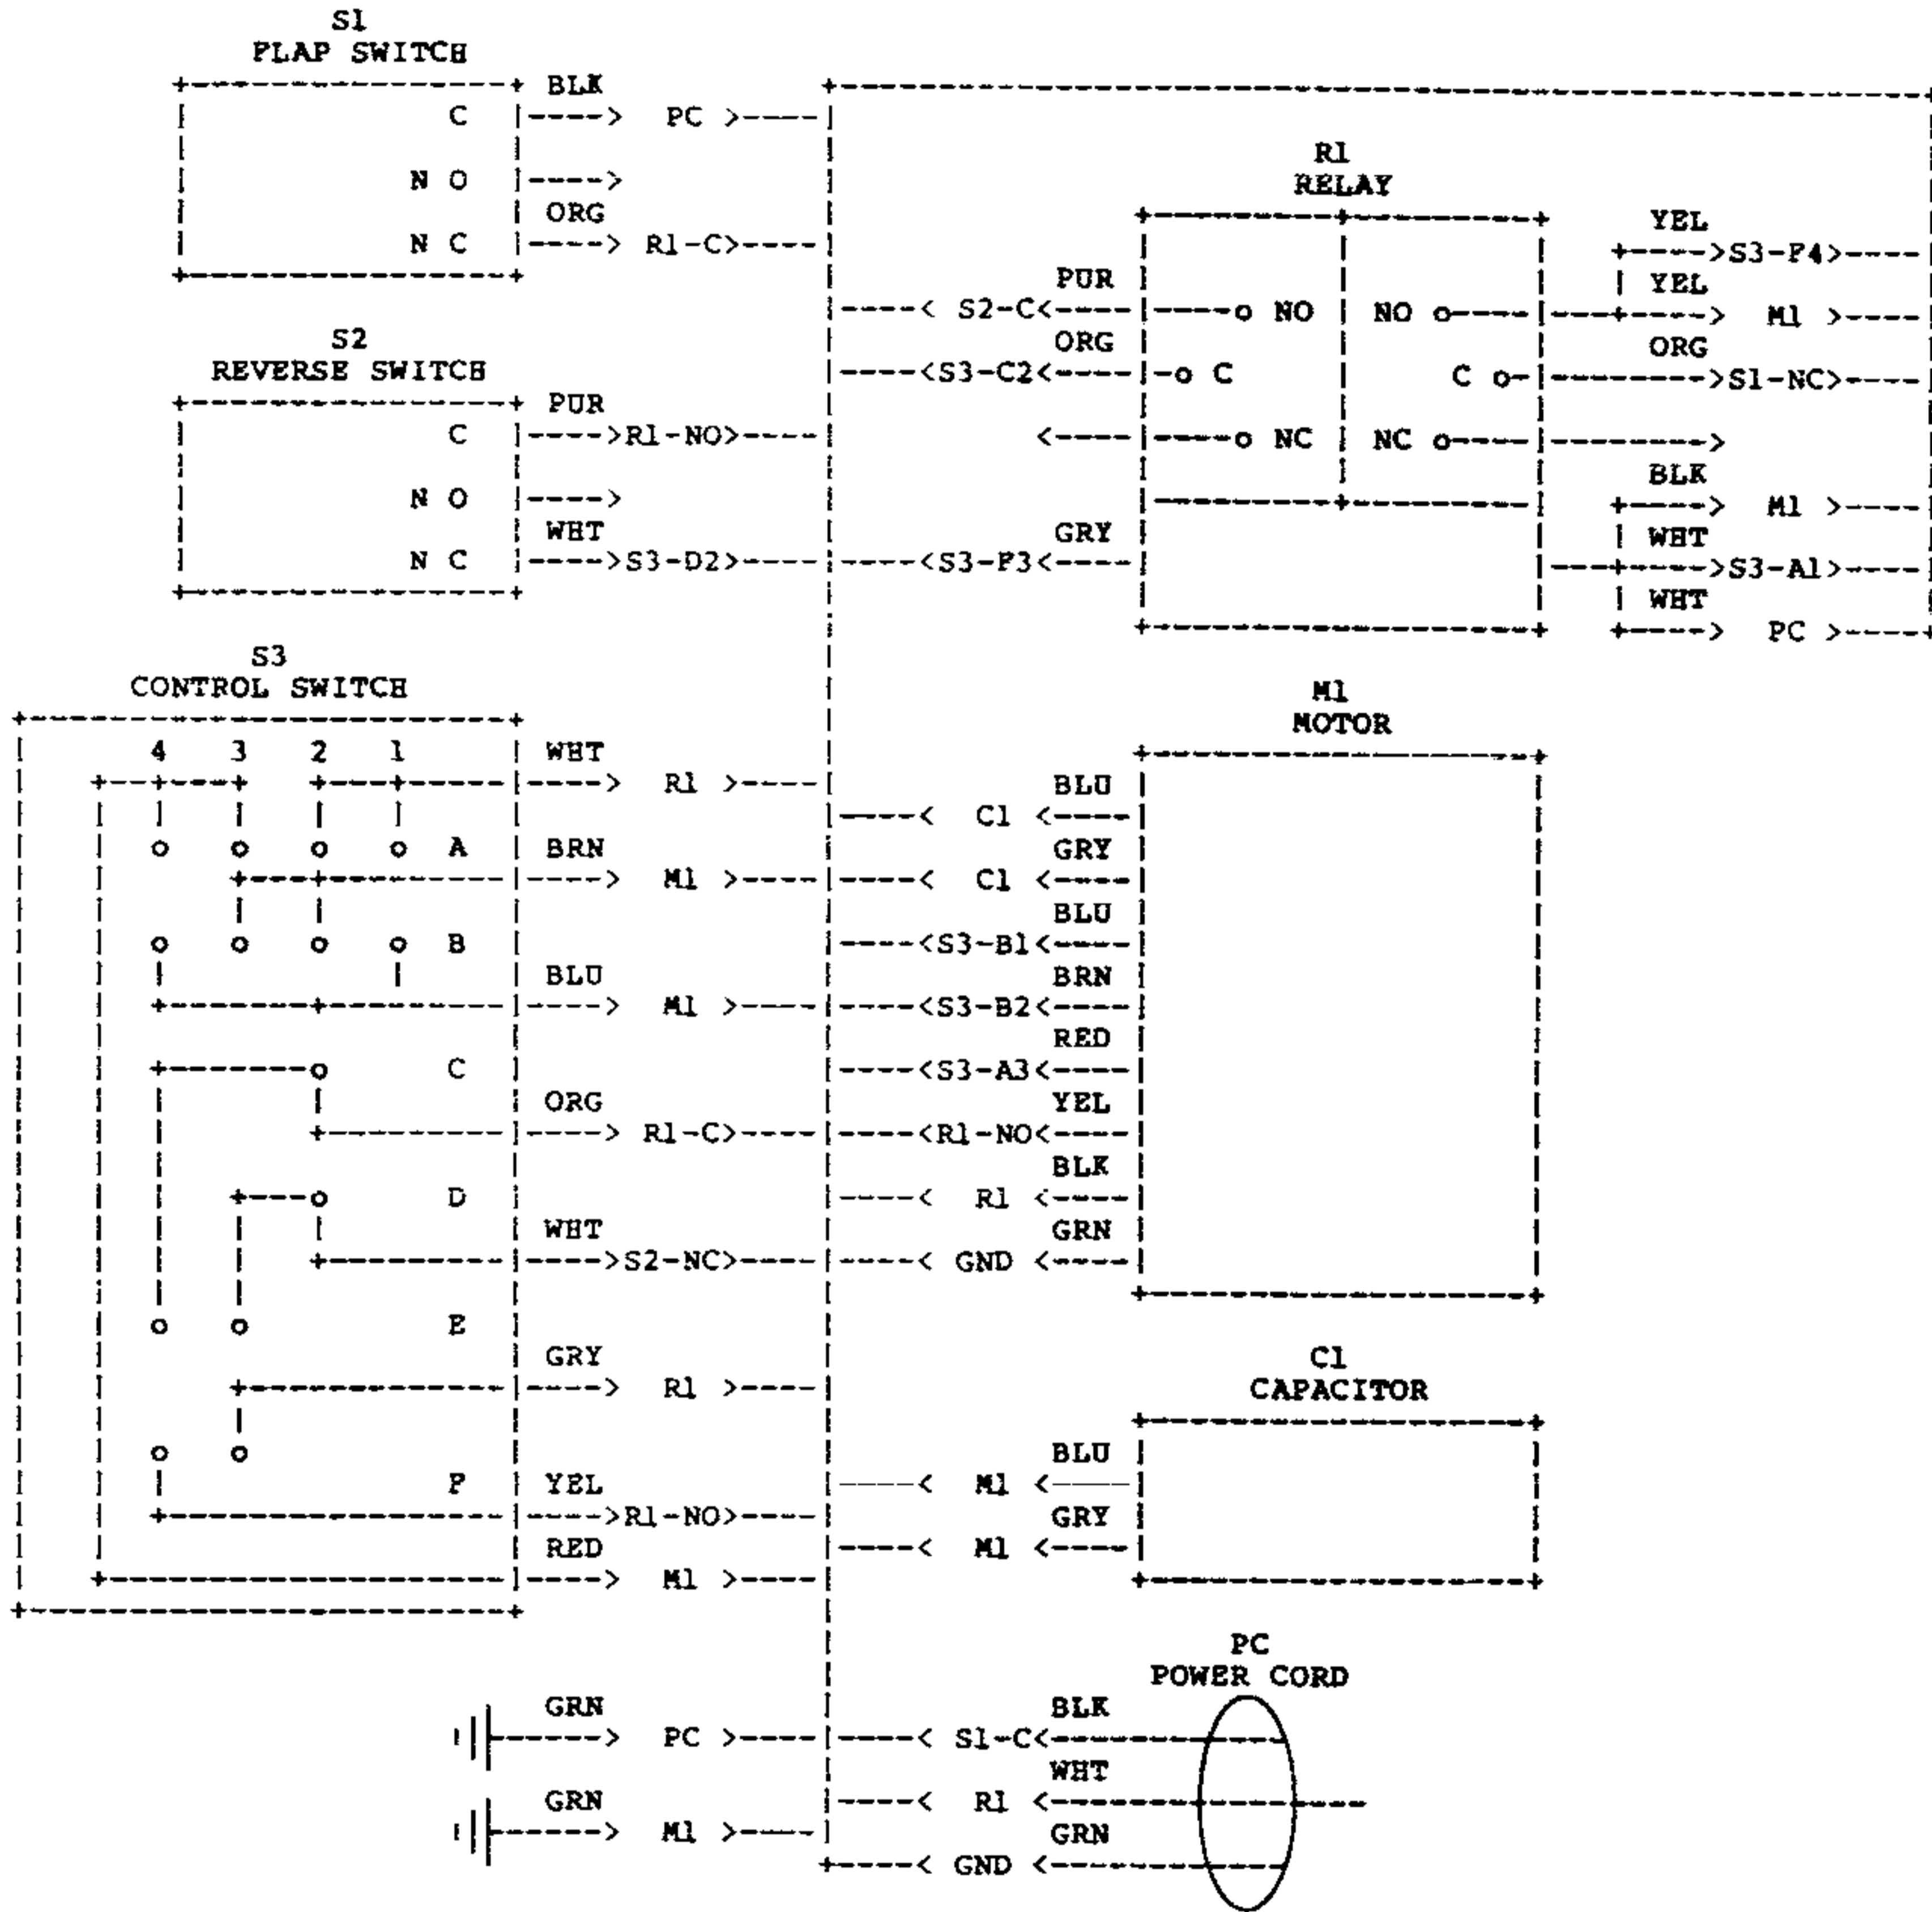 S1
FLAP SWITCH
BLK
C PC
N O
ORG
N C R1-C
S2
REVERSE SWITCH
PUR
C R1-NO
N O
WHT
N C S3-D2
S3
CONTROL SWITCH
4 3 2 1 WHT
R1
A BRN
M1
B
BLU
M1
C
ORG
R1-C
D
WHT
S2-NC
E
GRY
R1
F YEL
R1-NO
RED
M1
GRN
PC
GRN
M1
R1
RELAY
YEL
S3-F4
PUR YEL
S2-C NO NO M1
ORG ORG
S3-C2 C C S1-NC
NC NC
BLK
M1
GRY WHT
S3-F3 S3-A1
WHT
PC
M1
MOTOR
BLU
C1
GRY
C1
BLU
S3-B1
BRN
S3-B2
RED
S3-A3
YEL
R1-NO
BLK
R1
GRN
GND
C1
CAPACITOR
BLU
M1
GRY
M1
PC
POWER CORD
BLK
S1-C
WHT
R1
GRN
GND